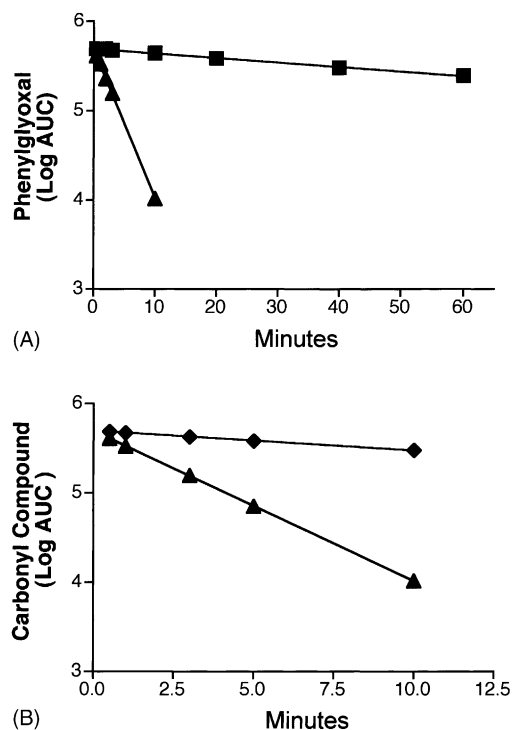 6
5
4
3
Phenylglyoxal
(Log AUC)
0 10 20 30 40 50 60
Minutes
(A)
6
5
4
3
Carbonyl Compound
(Log AUC )
0.0 2.5 5.0 7.5 10.0 12.5
Minutes
(B)